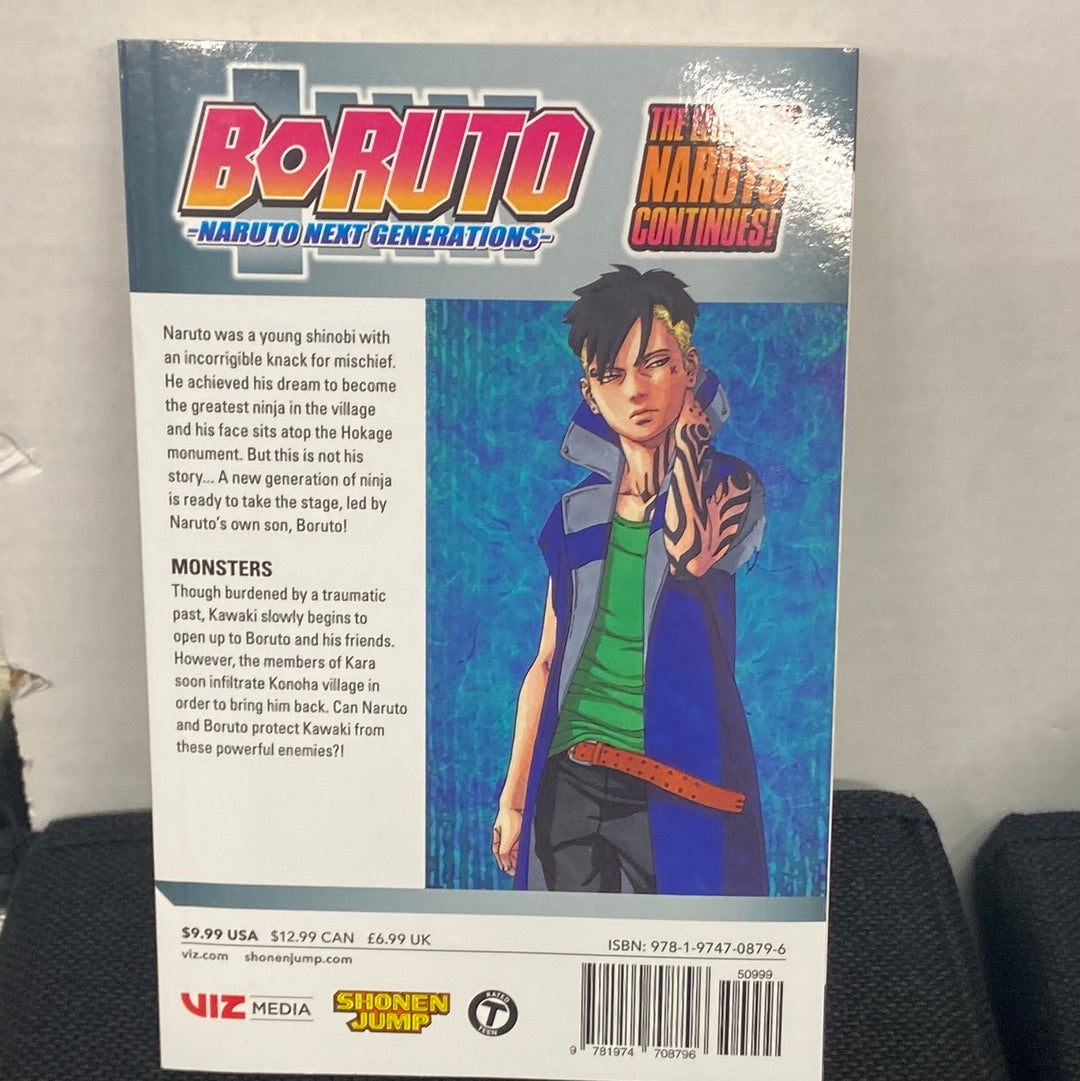 BORUTO
-NARUTO NEXT GENERATIONS-
THE
NARUTO
CONTINUES!
Naruto was a young shinobi with
an incorrigible knack for mischief.
He achieved his dream to become
the greatest ninja in the village
and his face sits atop the Hokage
monument. But this is not his
story... A new generation of ninja
is ready to take the stage, led by
Naruto's own son, Boruto!
MONSTERS
Though burdened by a traumatic
past, Kawaki slowly begins to
open up to Boruto and his friends.
However, the members of Kara
soon infiltrate Konoha village in
order to bring him back. Can Naruto
and Boruto protect Kawaki from
these powerful enemies?!
$9.99 USA $12.99 CAN £6.99 UK
viz.com shonenjump.com
VIZ MEDIA
SHONEN
JUMP
RATED
T
TEEN
ISBN: 978-1-9747-0879-6
50999
9 781974 708796